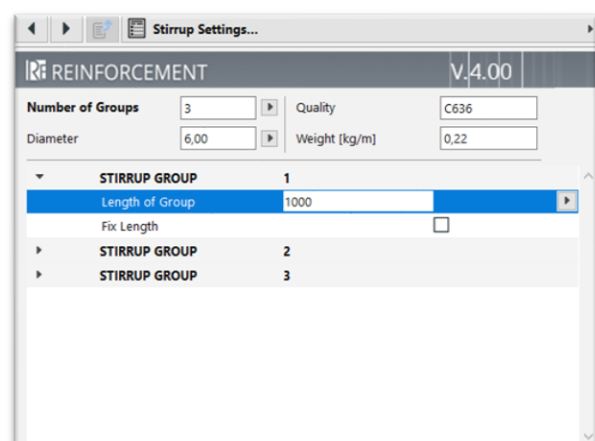 Stirrup Settings...
REINFORCEMENT V.4.00
Number of Groups 3 Quality C636
Diameter 6,00 Weight [kg/m] 0,22
STIRRUP GROUP 1
Length of Group 1000
Fix Length
STIRRUP GROUP 2
STIRRUP GROUP 3